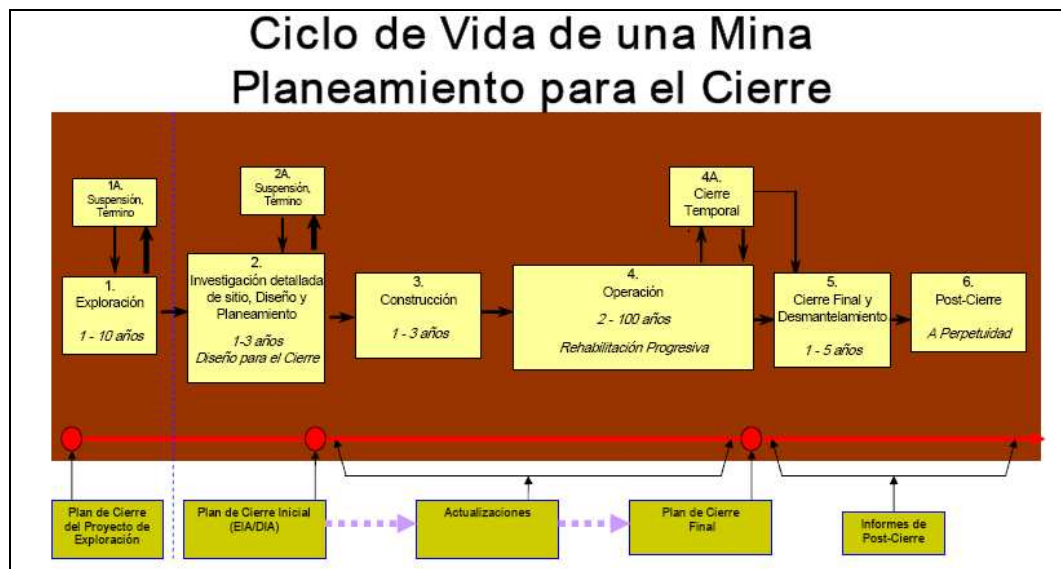 Ciclo de Vida de una Mina
Planeamiento para el Cierre
1A.
Suspensión,
Término
2A.
Suspensión,
Término
4A.
Cierre
Temporal
1.
Exploración
1 - 10 años
2.
Investigación detallada
de sitio, Diseño y
Planeamiento
1-3 años
Diseño para el Cierre
3.
Construcción
1 - 3 años
4.
Operación
2 - 100 años
Rehabilitación Progresiva
5.
Cierre Final y
Desmantelamiento
1 - 5 años
6.
Post-Cierre
A Perpetuidad
Plan de Cierre
del Proyecto de
Exploración
Plan de Cierre Inicial
(EIA/DIA)
Actualizaciones
Plan de Cierre
Final
Informes de
Post-Cierre